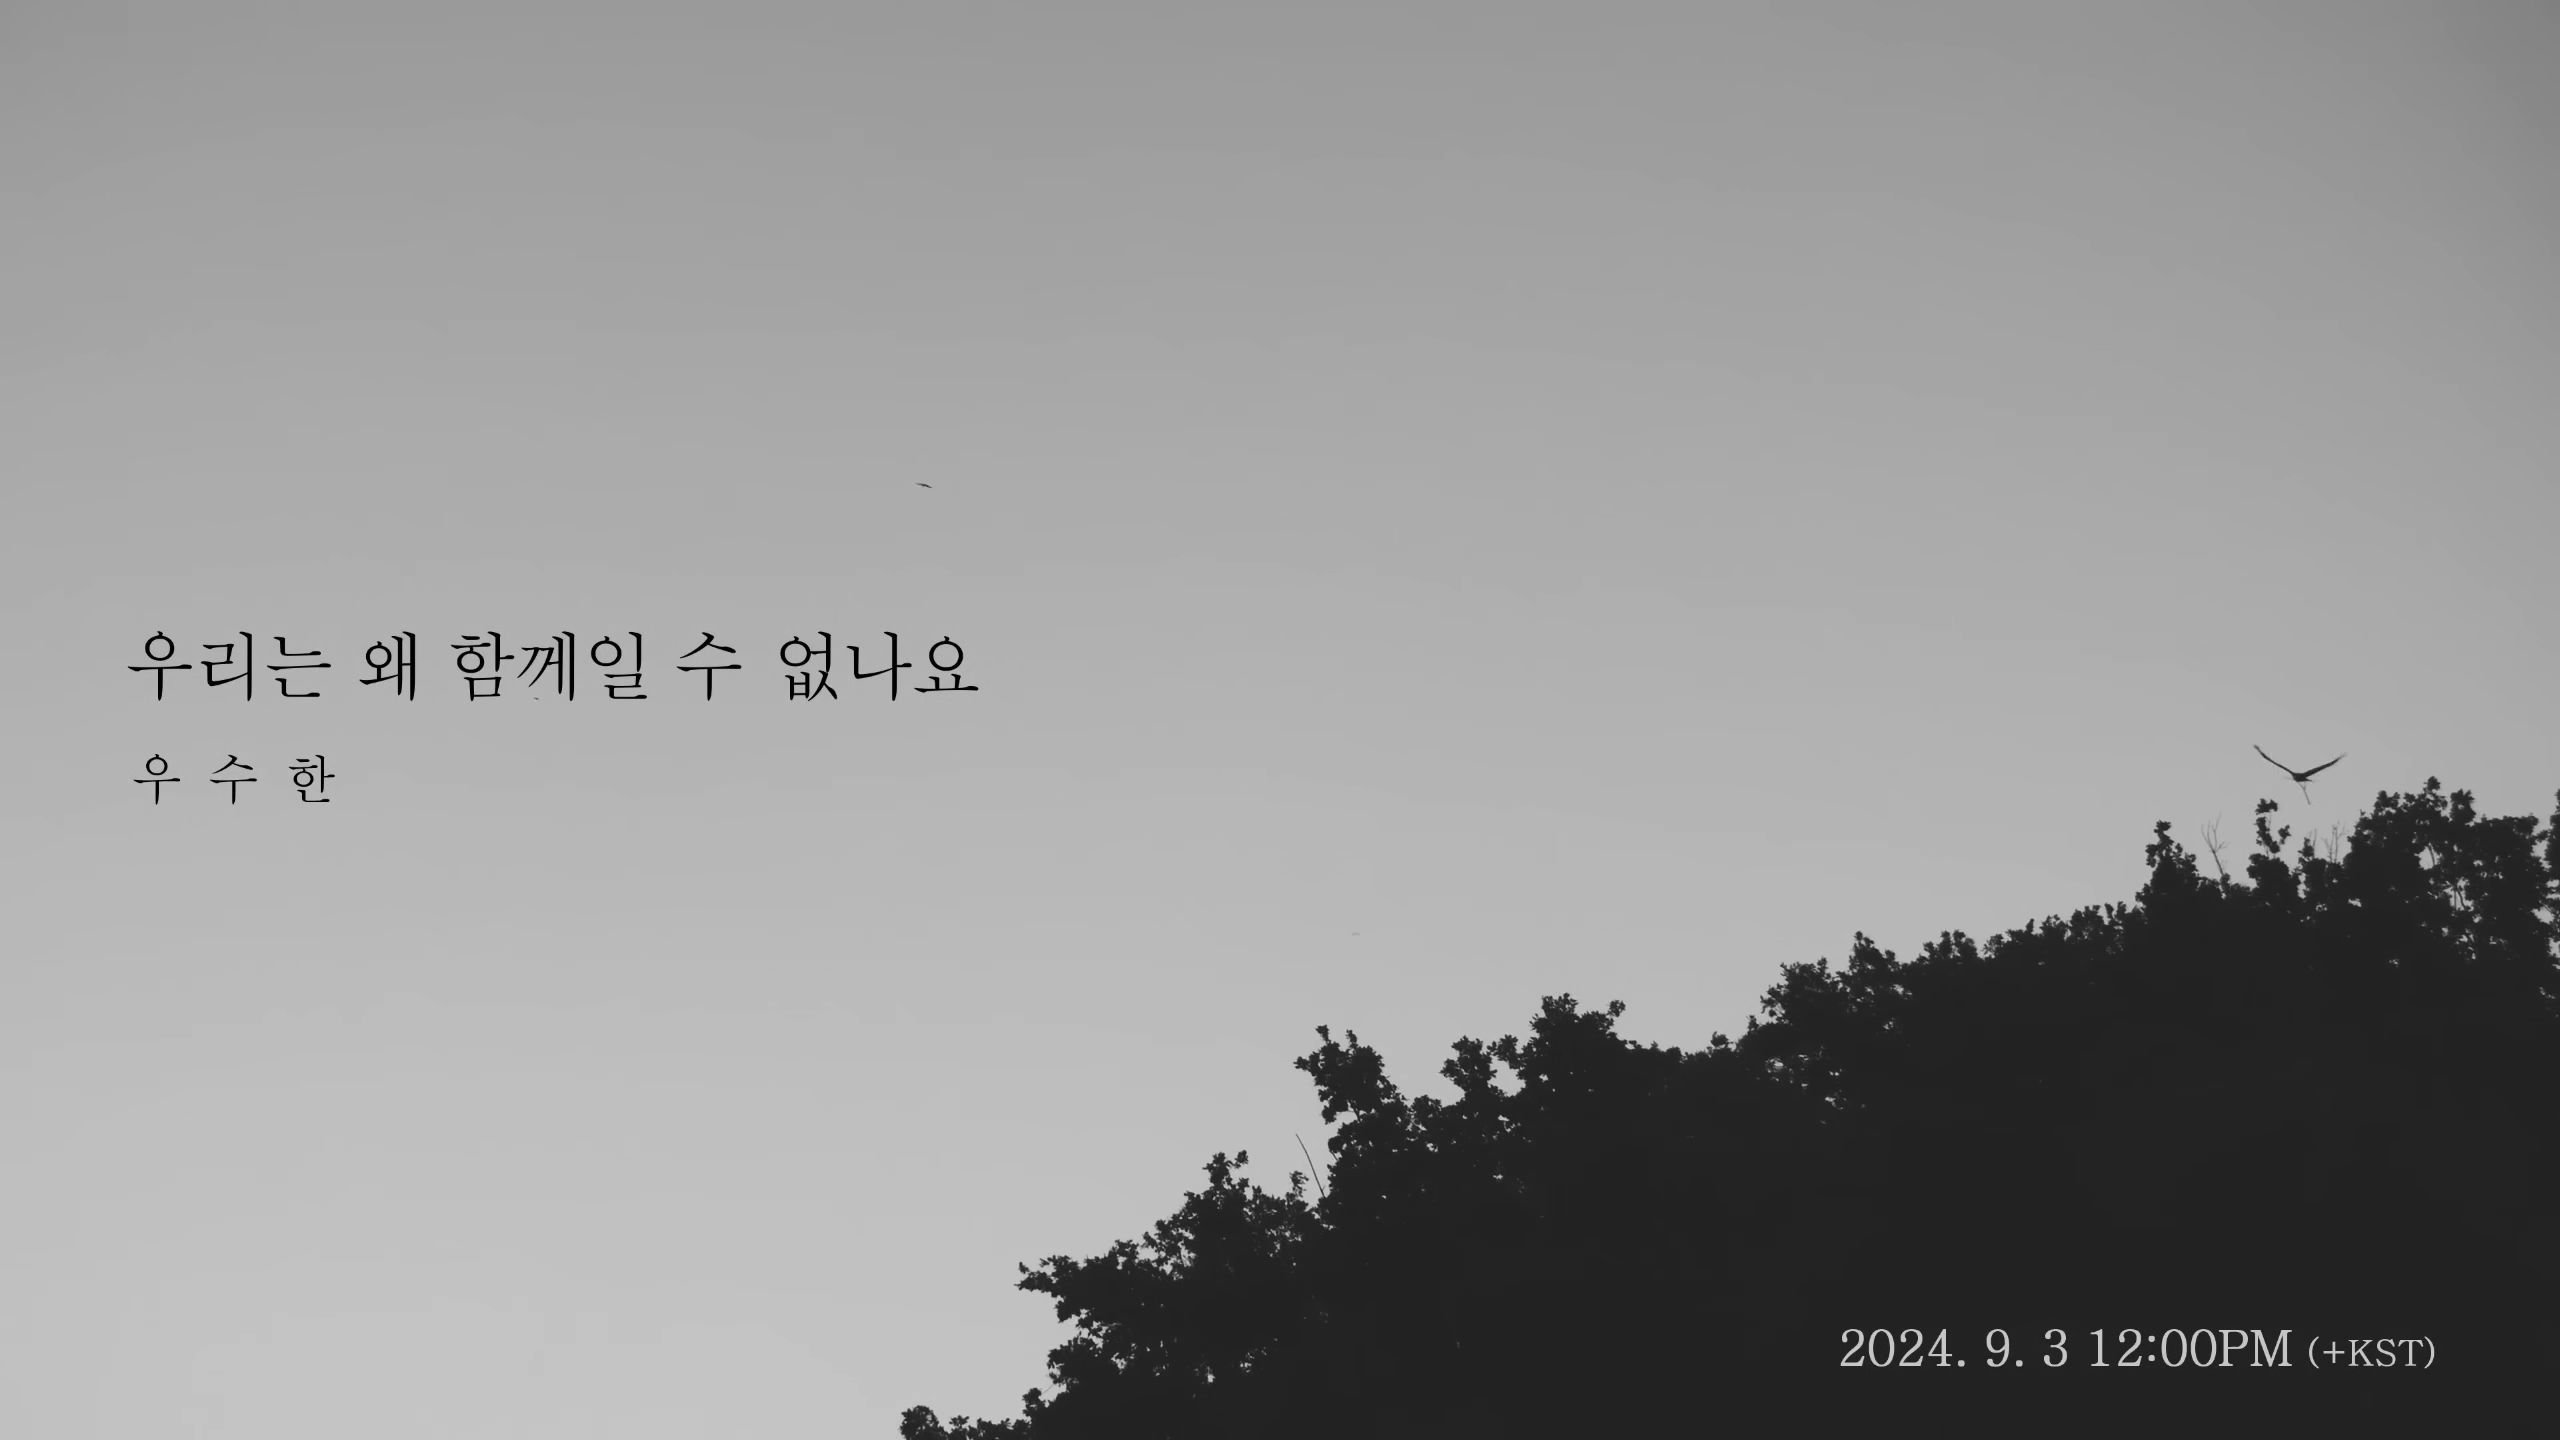 우리는 왜 함께일 수 없나요
우 수 한
2024. 9. 3 12:00PM (+KST)